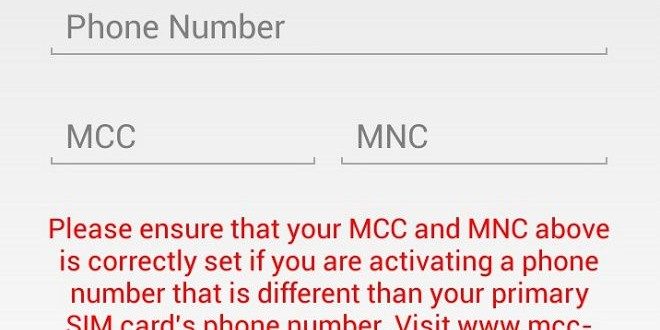 Phone Number
MCC
MNC
Please ensure that your MCC and MNC above
is correctly set if you are activating a phone
number that is different than your primary
SIM card's phone number. Visit www.mcc-